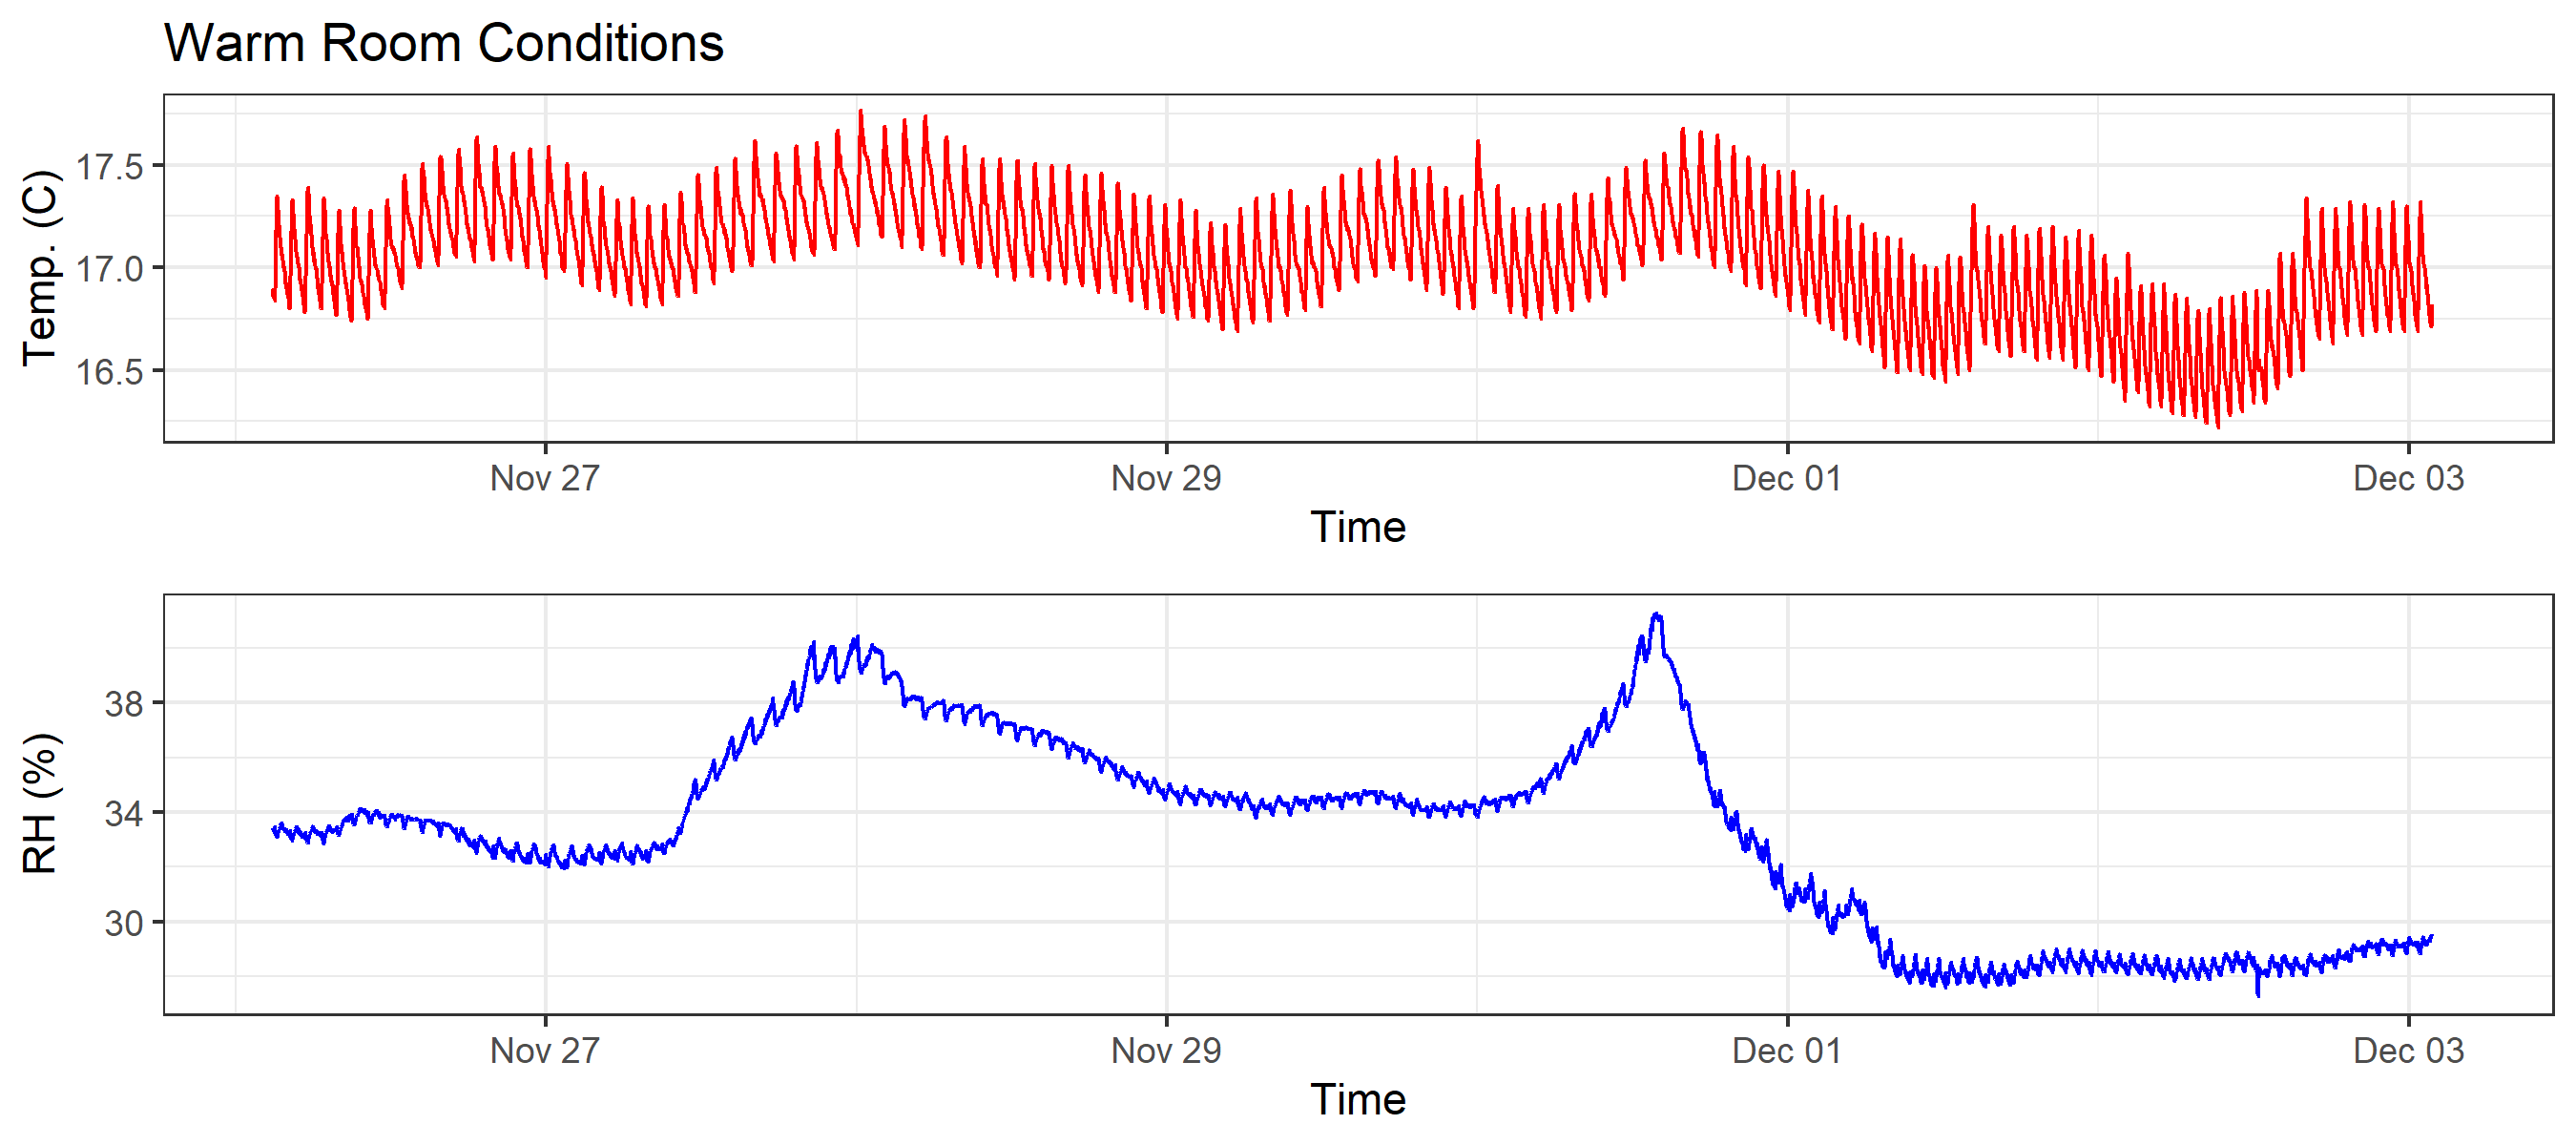 Warm Room Conditions
Temp. (C)
17.5
17.0
16.5
Nov 27 Nov 29 Dec 01 Dec 03
Time
RH (%)
38
34
30
Nov 27 Nov 29 Dec 01 Dec 03
Time